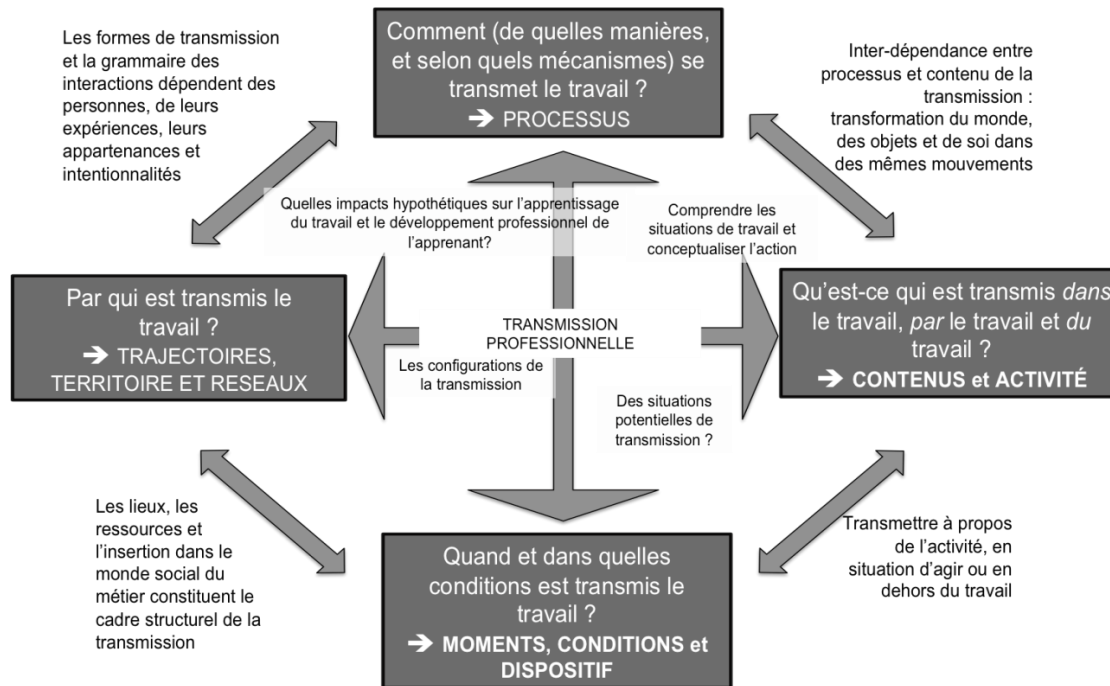 Comment (de quelles manières,
et selon quels mécanismes) se
transmet le travail ?
➔ PROCESSUS
Les formes de transmission
et la grammaire des
interactions dépendent des
personnes, de leurs
expériences, leurs
appartenances et
intentionnalités
Inter-dépendance entre
processus et contenu de la
transmission :
transformation du monde,
des objets et de soi dans
des mêmes mouvements
Quelles impacts hypothétiques sur l'apprentissage
du travail et le développement professionnel de
l'apprenant?
Comprendre les
situations de travail et
conceptualiser l'action
Par qui est transmis le
travail ?
➔ TRAJECTOIRES,
TERRITOIRE ET RESEAUX
TRANSMISSION
PROFESSIONNELLE
Les configurations de
la transmission
Qu'est-ce qui est transmis dans
le travail, par le travail et du
travail ?
➔ CONTENUS et ACTIVITÉ
Des situations
potentielles de
transmission ?
Les lieux, les
ressources et
l'insertion dans le
monde social du
métier constituent le
cadre structurel de la
transmission
Quand et dans quelles
conditions est transmis le
travail ?
➔ MOMENTS, CONDITIONS et
DISPOSITIF
Transmettre à propos
de l'activité, en
situation d'agir ou en
dehors du travail